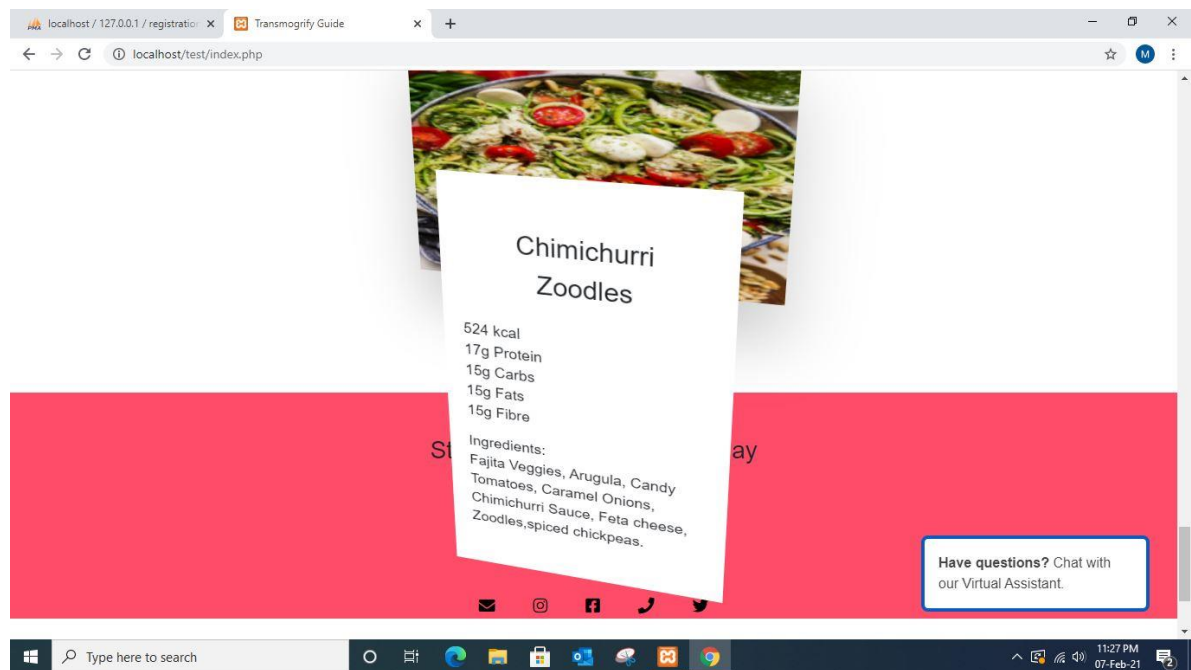 localhost / 127.0.0.1 / registration
Transmogrify Guide
localhost/test/index.php
M
Chimichurri
Zoodles
524 kcal
17g Protein
15g Carbs
15g Fats
15g Fibre
Ingredients:
Fajita Veggies, Arugula, Candy
Tomatoes, Caramel Onions,
Chimichurri Sauce, Feta cheese,
Zoodles,spiced chickpeas.
St
ay
Have questions? Chat with
our Virtual Assistant.
Type here to search
11:27 PM
07-Feb-21
2